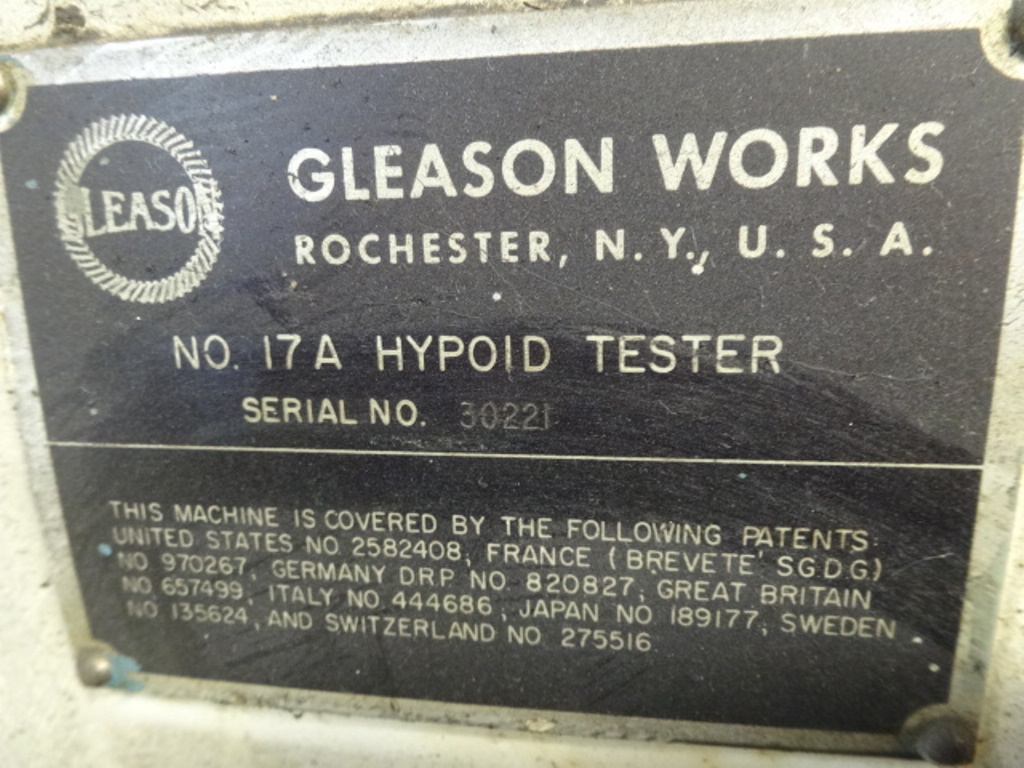 LEASO
GLEASON WORKS
ROCHESTER, N. Y., U. S. A.
NO. 17A HYPOID TESTER
SERIAL NO. 30221
THIS MACHINE IS COVERED BY THE FOLLOWING PATENTS:
UNITED STATES NO. 2582408, FRANCE (BREVETE' S.G.D.G.)
NO. 970267, GERMANY D.R.P. NO. 820827, GREAT BRITAIN
NO. 657499, ITALY NO. 444686, JAPAN NO. 189177, SWEDEN
NO. 135624, AND SWITZERLAND NO. 275516.